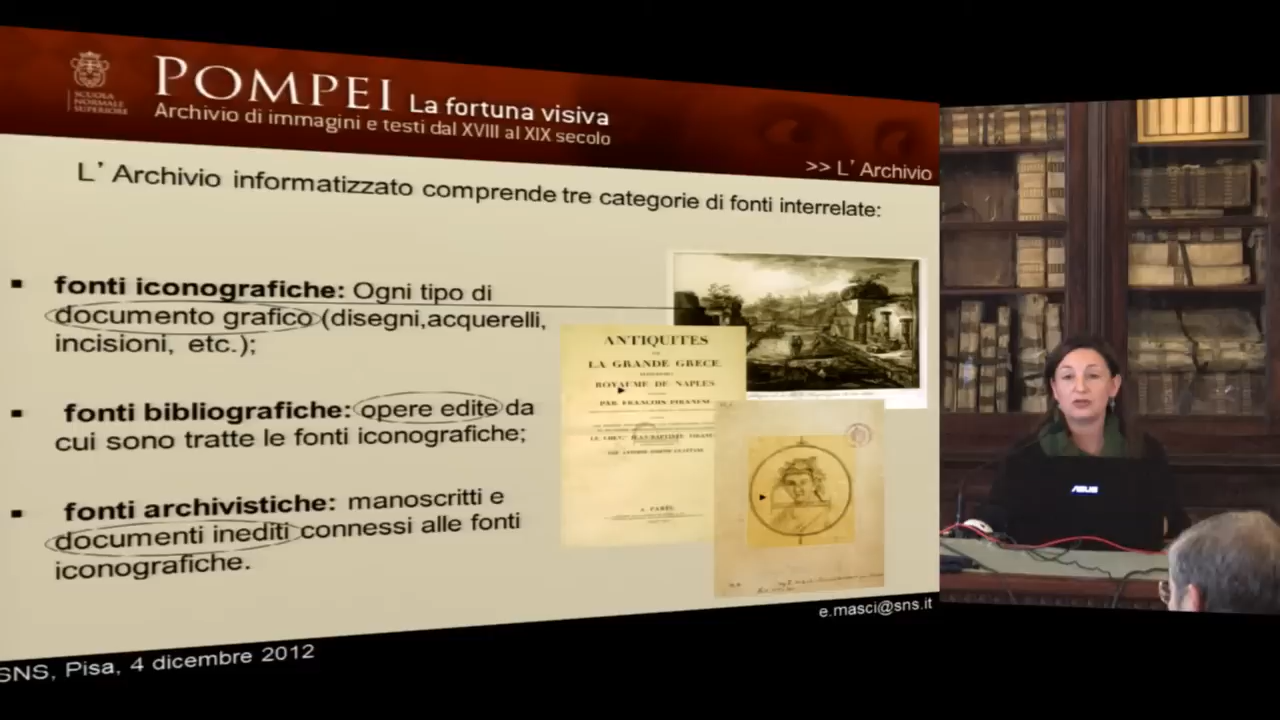 SCUOLA
NORMALE
SUPERIORE
POMPEI La fortuna visiva
Archivio di immagini e testi dal XVIII al XIX secolo
>> L' Archivio
L' Archivio informatizzato comprende tre categorie di fonti interrelate:
▪ fonti iconografiche: Ogni tipo di
documento grafico (disegni,acquerelli,
incisioni, etc.);
▪ fonti bibliografiche: opere edite da
cui sono tratte le fonti iconografiche;
▪ fonti archivistiche: manoscritti e
documenti inediti connessi alle fonti
iconografiche.
ANTIQUITES
LA GRANDE GRECE,
ROYAUME DE NAPLES
PAR FRANCOIS PIRANESI
A PARIS,
ASUS
e.masci@sns.it
SNS, Pisa, 4 dicembre 2012